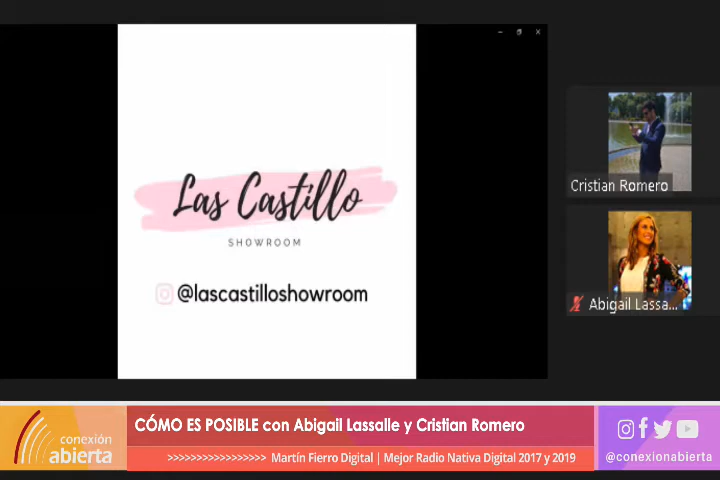 Las Castillo
SHOWROOM
@lascastilloshowroom
Cristian Romero
Abigail Lassa...
conexión
abierta
CÓMO ES POSIBLE con Abigail Lassalle y Cristian Romero
>>>>>>>>>>>>>>>>> Martín Fierro Digital | Mejor Radio Nativa Digital 2017 y 2019
@conexionabierta